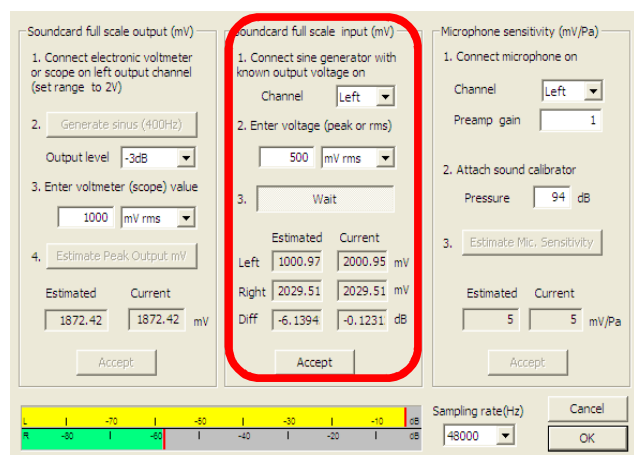 Soundcard full scale output (mV)
1. Connect electronic voltmeter
or scope on left output channel
(set range to 2V)
2. Generate sinus (400Hz)
Output level -3dB
3. Enter voltmeter (scope) value
1000 mV rms
4. Estimate Peak Output mV
Estimated Current
1872.42 1872.42 mV
Accept
Soundcard full scale input (mV)
1. Connect sine generator with
known output voltage on
Channel Left
2. Enter voltage (peak or rms)
500 mV rms
3. Wait
Estimated Current
Left 1000.97 2000.95 mV
Right 2029.51 2029.51 mV
Diff -6.1394 -0.1231 dB
Accept
Microphone sensitivity (mV/Pa)
1. Connect microphone on
Channel Left
Preamp gain 1
2. Attach sound calibrator
Pressure 94 dB
3. Estimate Mic. Sensitivity
Estimated Current
5 5 mV/Pa
Accept
L -70 -50 -30 -10 dB
R -80 -60 -40 -20 dB
Sampling rate(Hz)
48000
Cancel
OK